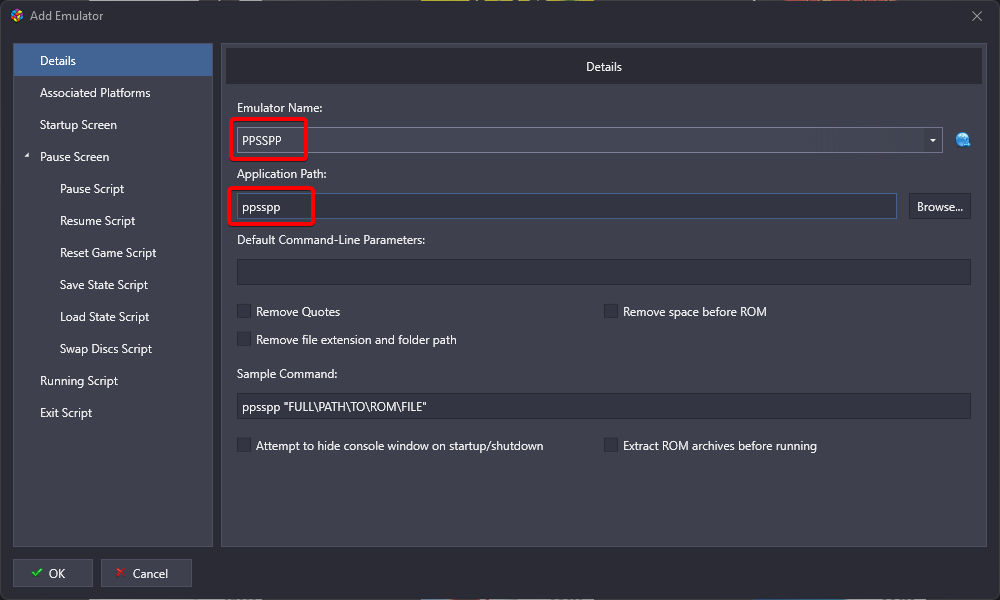 Add Emulator
Details
Associated Platforms
Startup Screen
Pause Screen
Pause Script
Resume Script
Reset Game Script
Save State Script
Load State Script
Swap Discs Script
Running Script
Exit Script
Details
Emulator Name:
PPSSPP
Application Path:
ppsspp
Browse...
Default Command-Line Parameters:
Remove Quotes
Remove space before ROM
Remove file extension and folder path
Sample Command:
ppsspp "FULL\PATH\TO\ROM\FILE"
Attempt to hide console window on startup/shutdown
Extract ROM archives before running
OK
Cancel